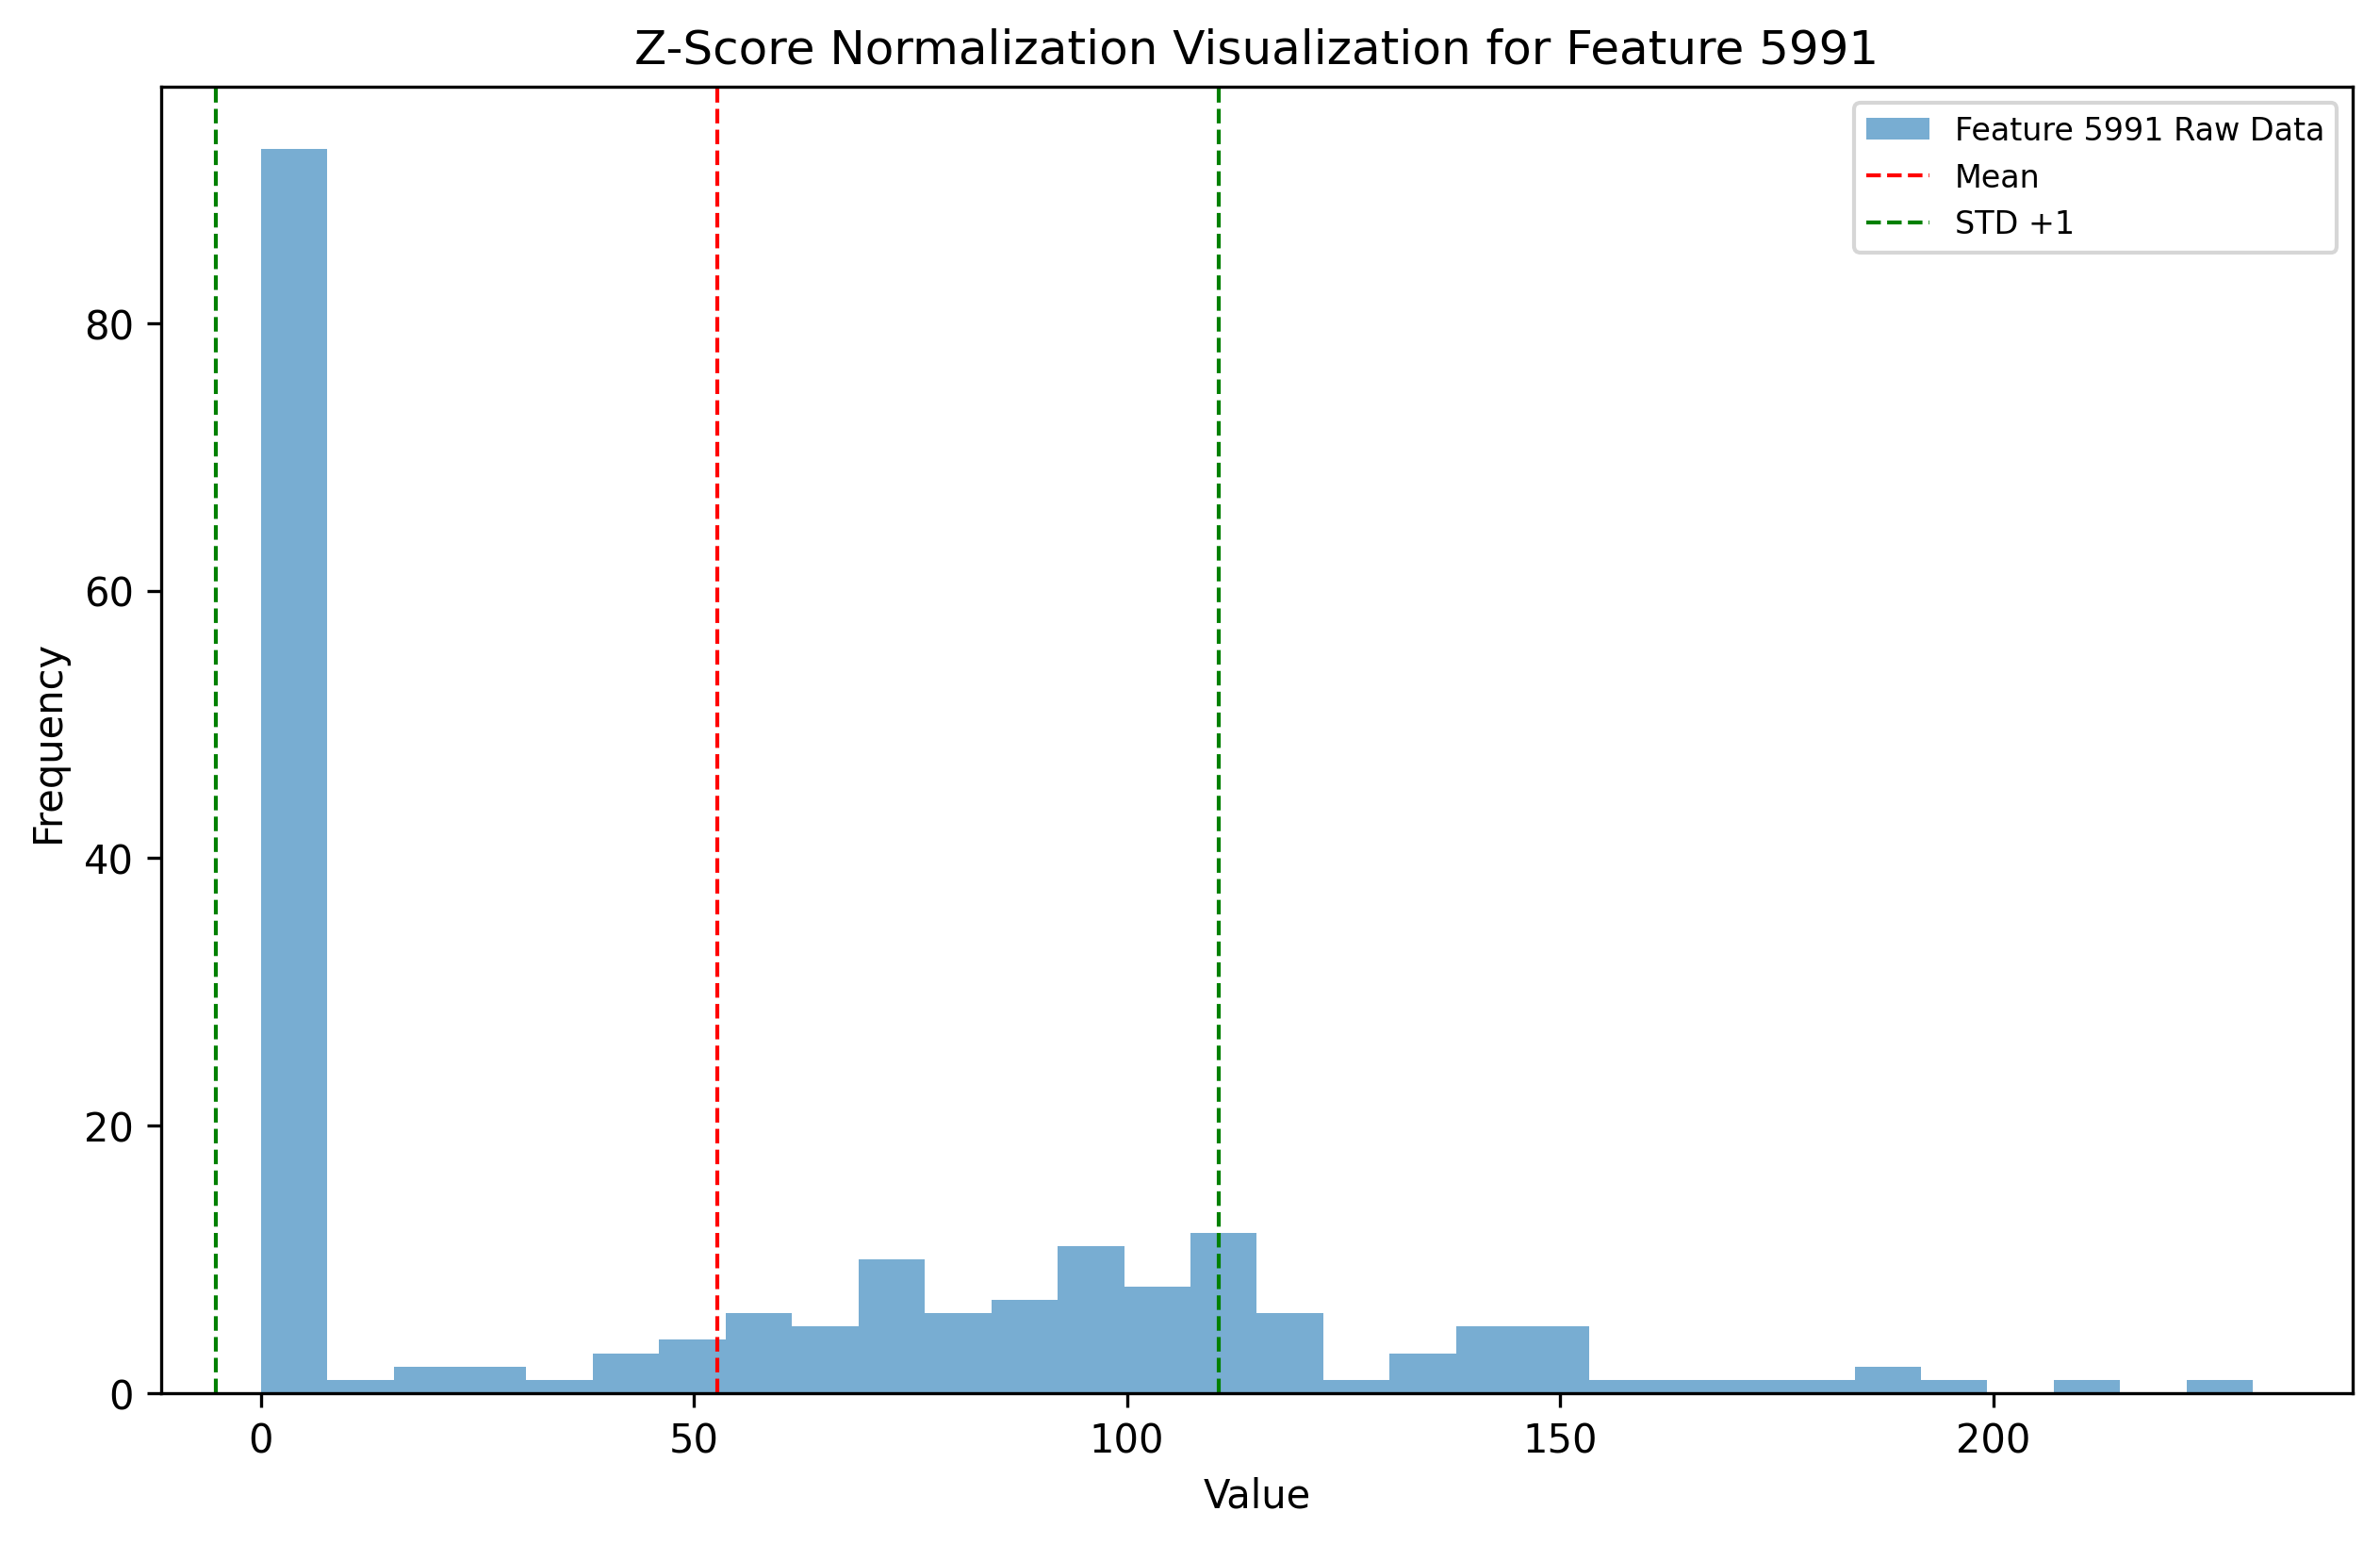 Z-Score Normalization Visualization for Feature 5991
Feature 5991 Raw Data
Mean
STD +1
80
60
40
20
0
Frequency
0 50 100 150 200
Value